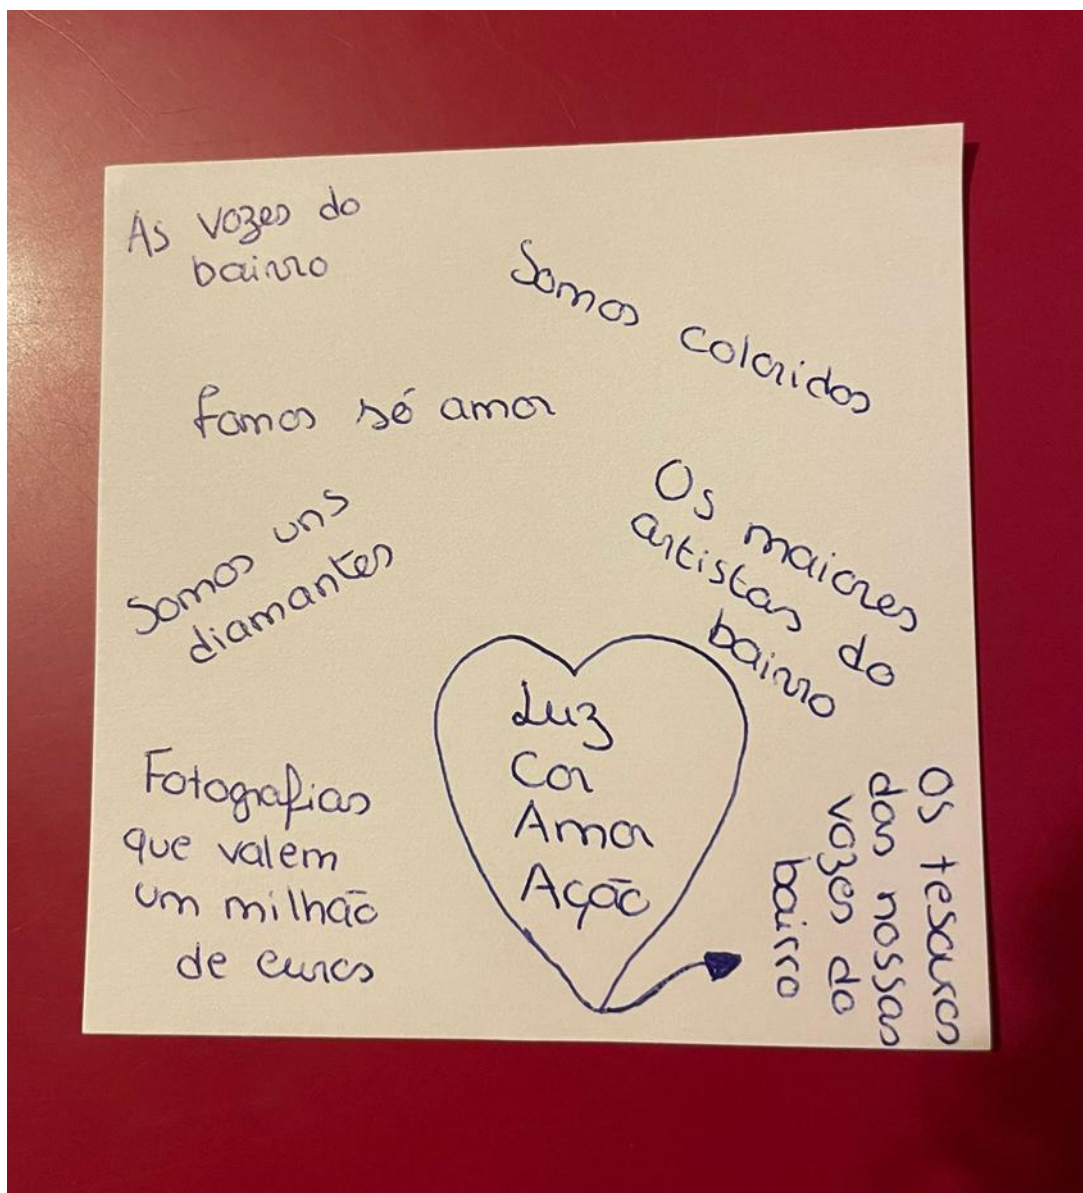 As vozes do
bairro
Somos coloridos
Somos só amor
Somos uns
diamantes
Os maiores
artistas do
bairro
Fotografias
que valem
um milhão
de euros
Luz
Cor
Amor
Ação
Os tesouros
das nossas
vozes do
bairro